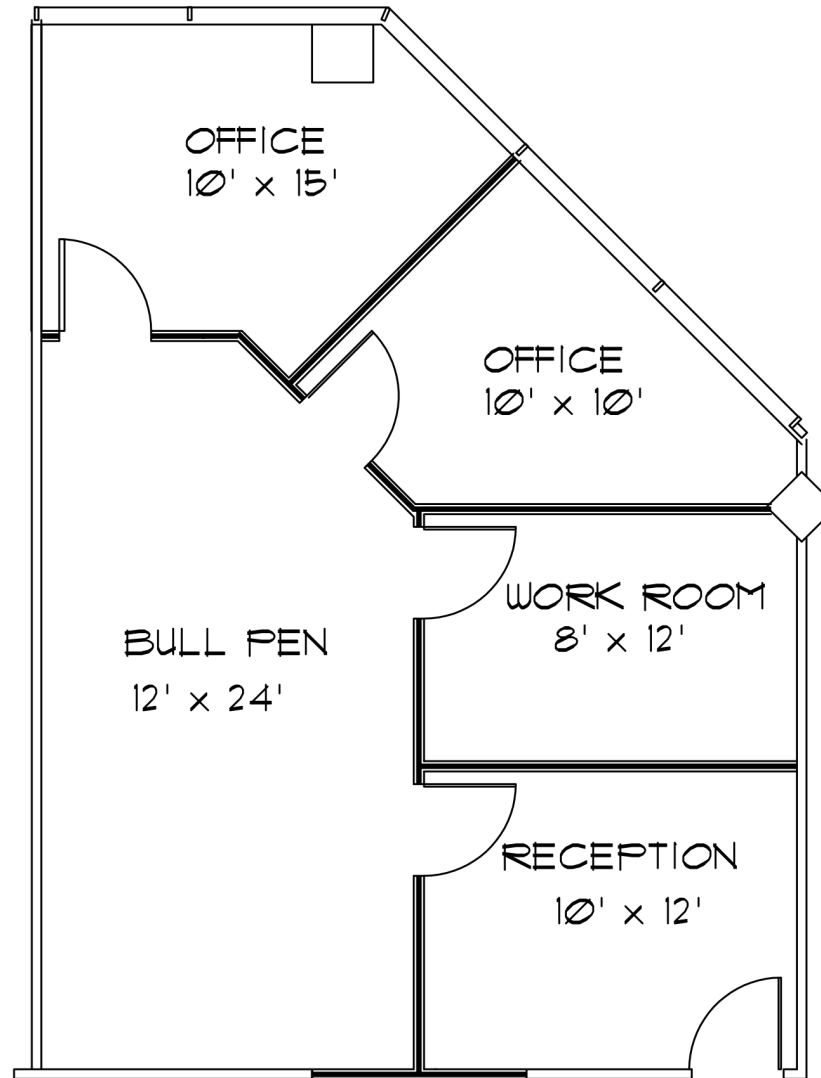 OFFICE
10' x 15'
OFFICE
10' x 10'
WORK ROOM
8' x 12'
BULL PEN
12' x 24'
RECEPTION
10' x 12'